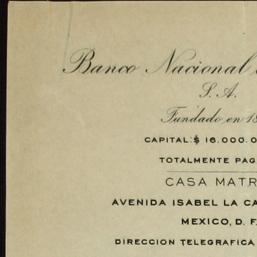 Banco Nacional
S. A.
Fundado en 18
CAPITAL: $ 16.000.0
TOTALMENTE PAG
CASA MATR
AVENIDA ISABEL LA CA
MEXICO, D. F.
DIRECCION TELEGRAFICA